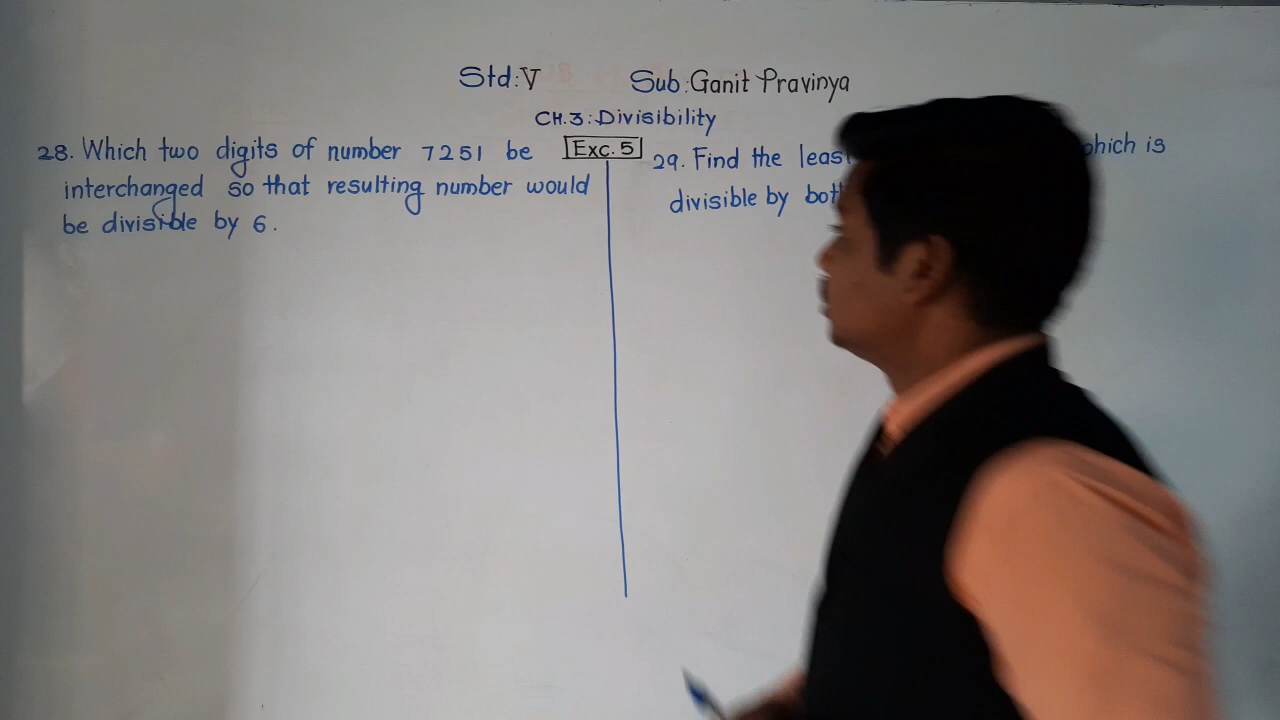 Std:V Sub:Ganit Pravinya
CH.3:Divisibility
Exc. 5
28. Which two digits of number 7251 be
interchanged so that resulting number would
be divisible by 6.
29. Find the least which is
divisible by both